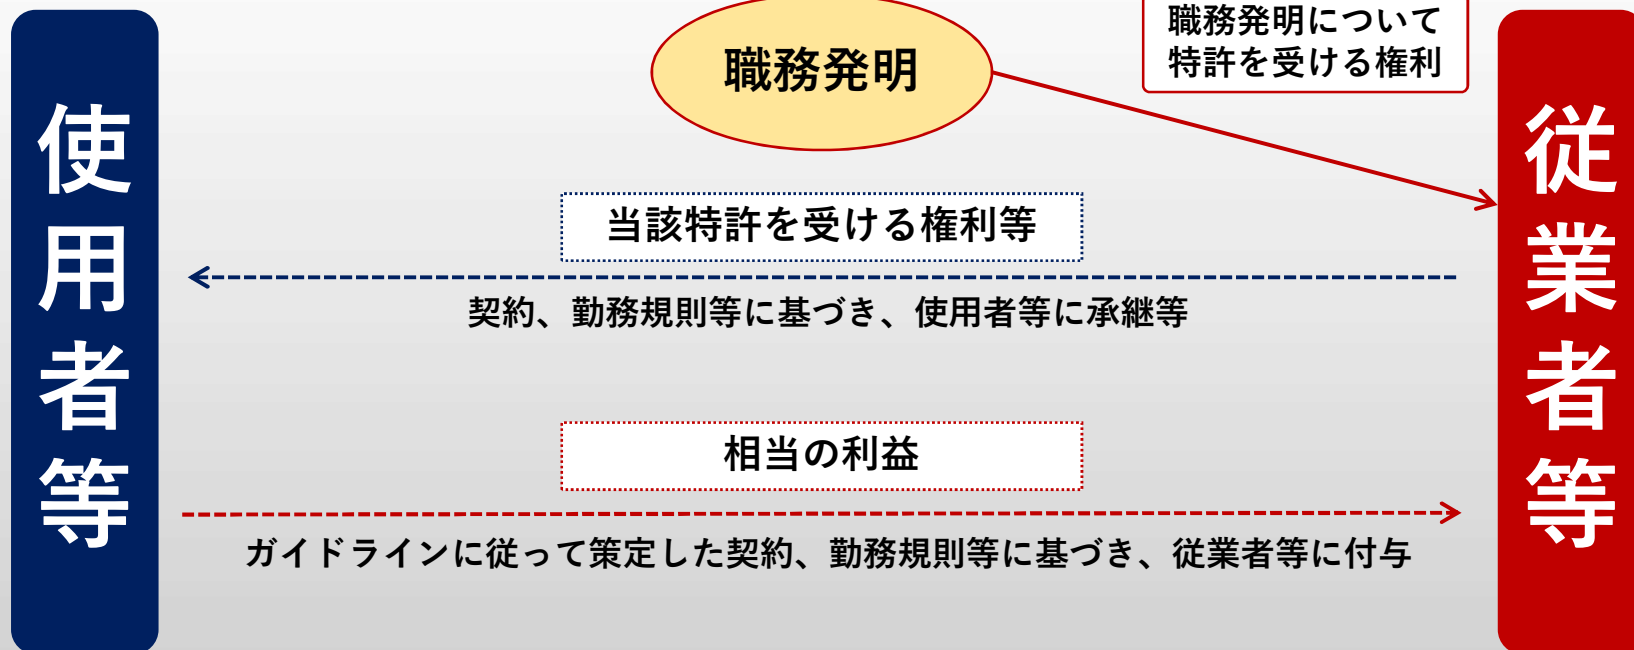 使用者等
職務発明
職務発明について
特許を受ける権利
従業者等
当該特許を受ける権利等
契約、勤務規則等に基づき、使用者等に承継等
相当の利益
ガイドラインに従って策定した契約、勤務規則等に基づき、従業者等に付与